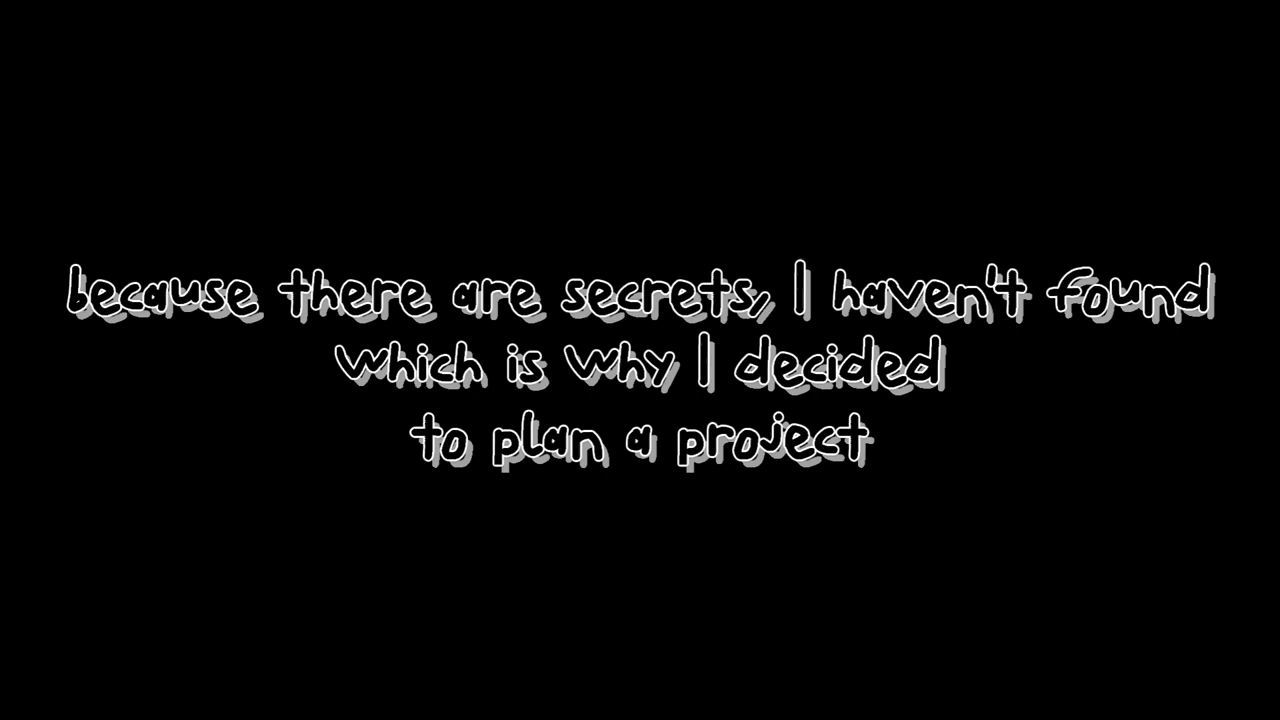 because there are secrets, I haven't found
which is why I decided
to plan a project